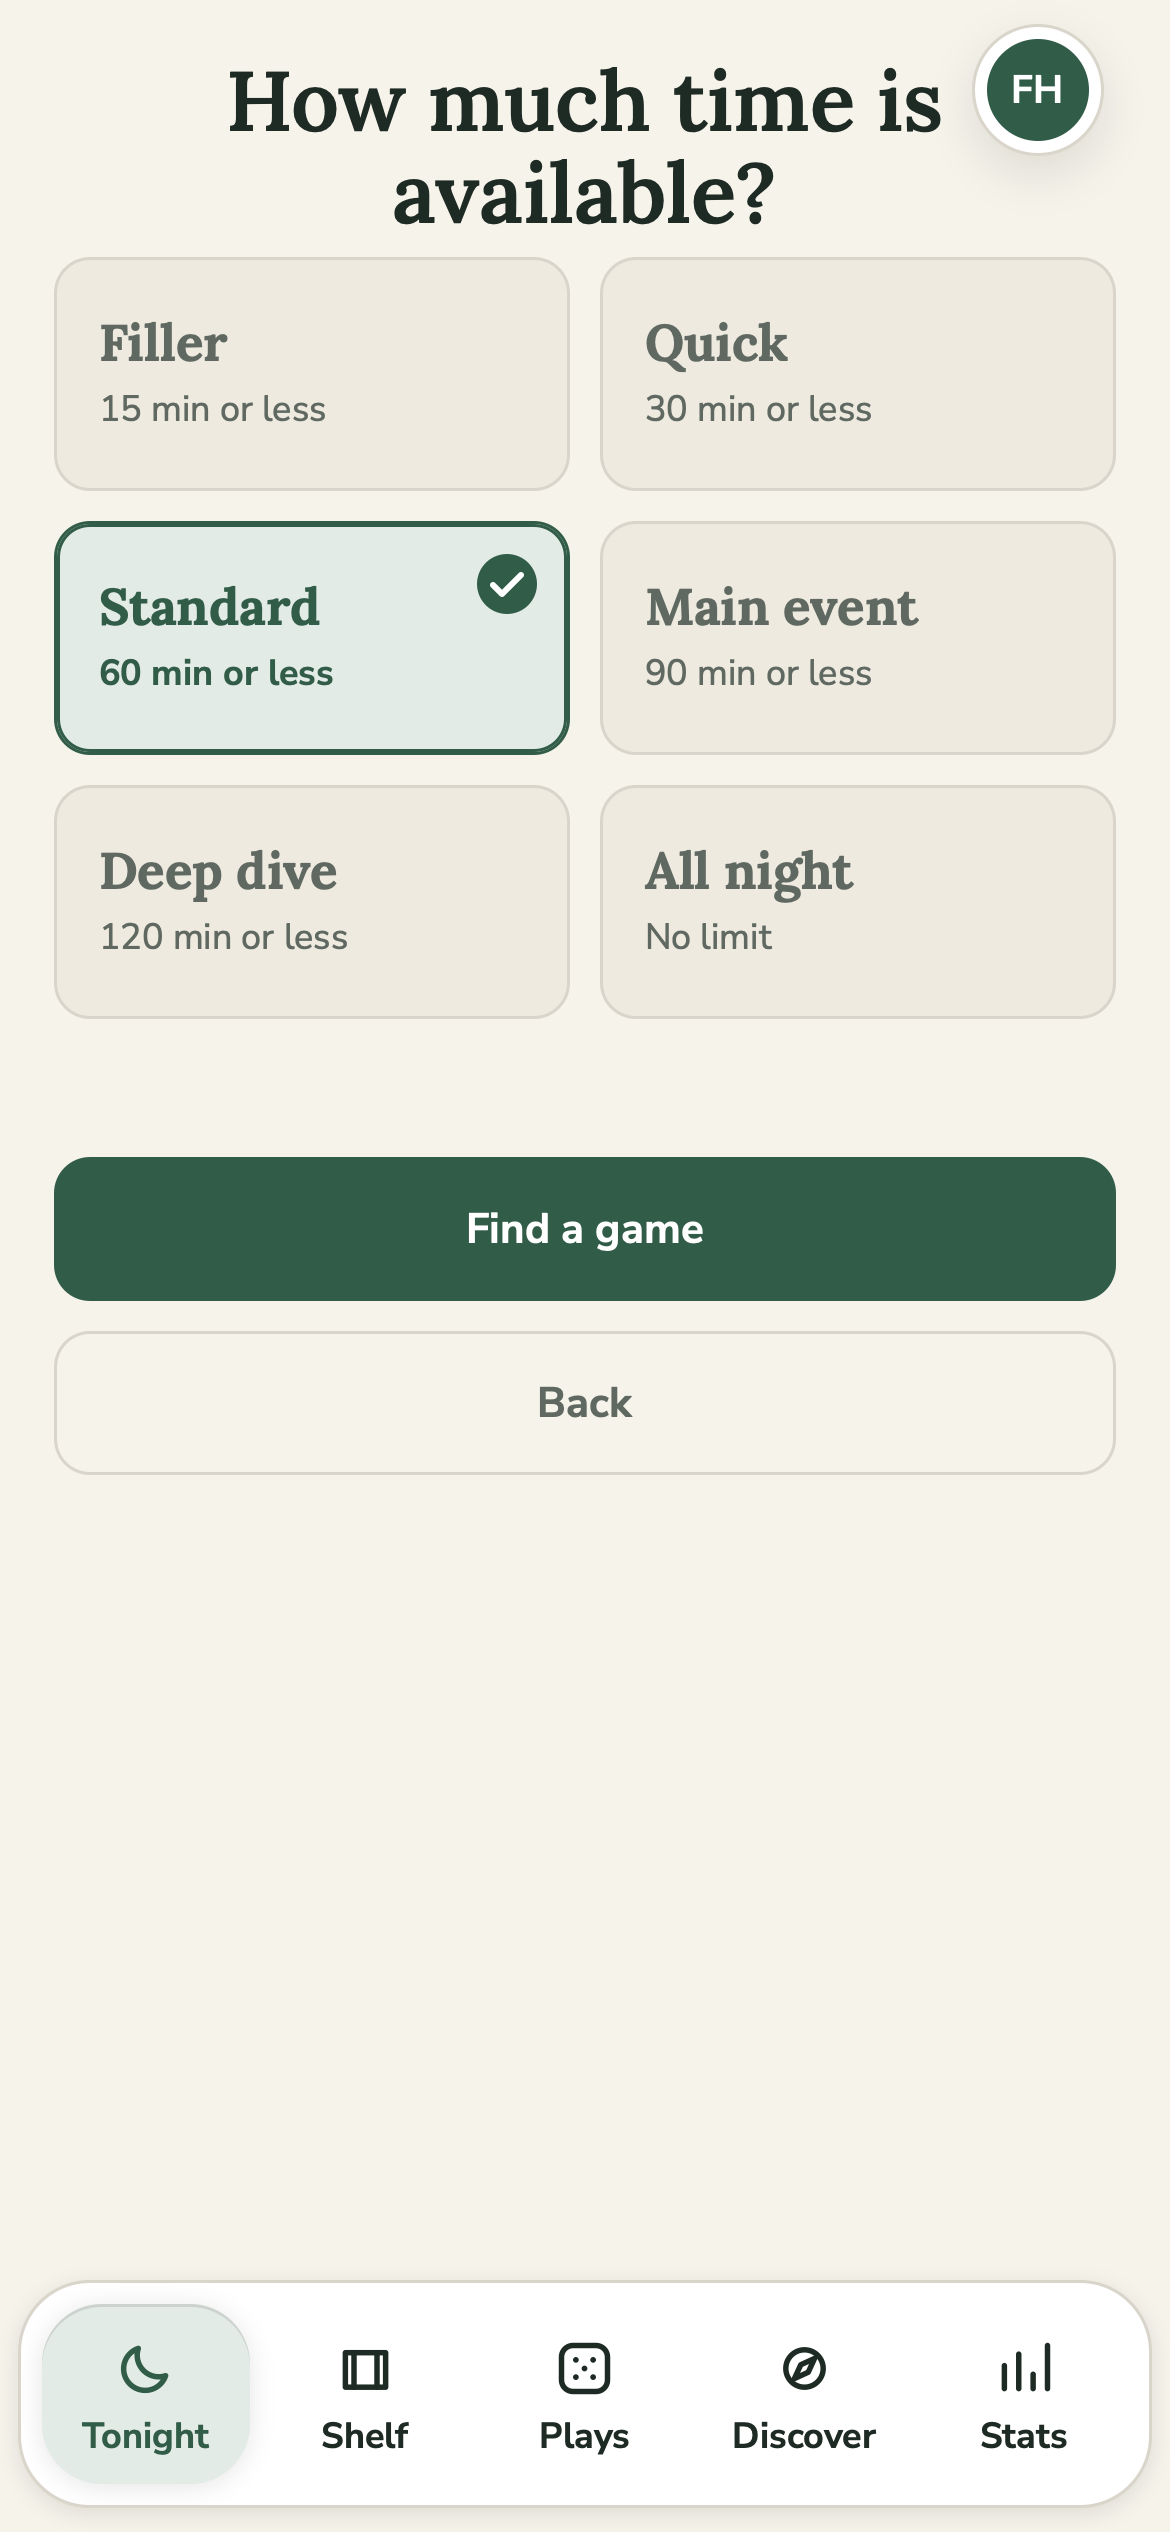 How much time is
available?
FH
Filler
15 min or less
Quick
30 min or less
Standard
60 min or less
Main event
90 min or less
Deep dive
120 min or less
All night
No limit
Find a game
Back
Tonight
Shelf
Plays
Discover
Stats